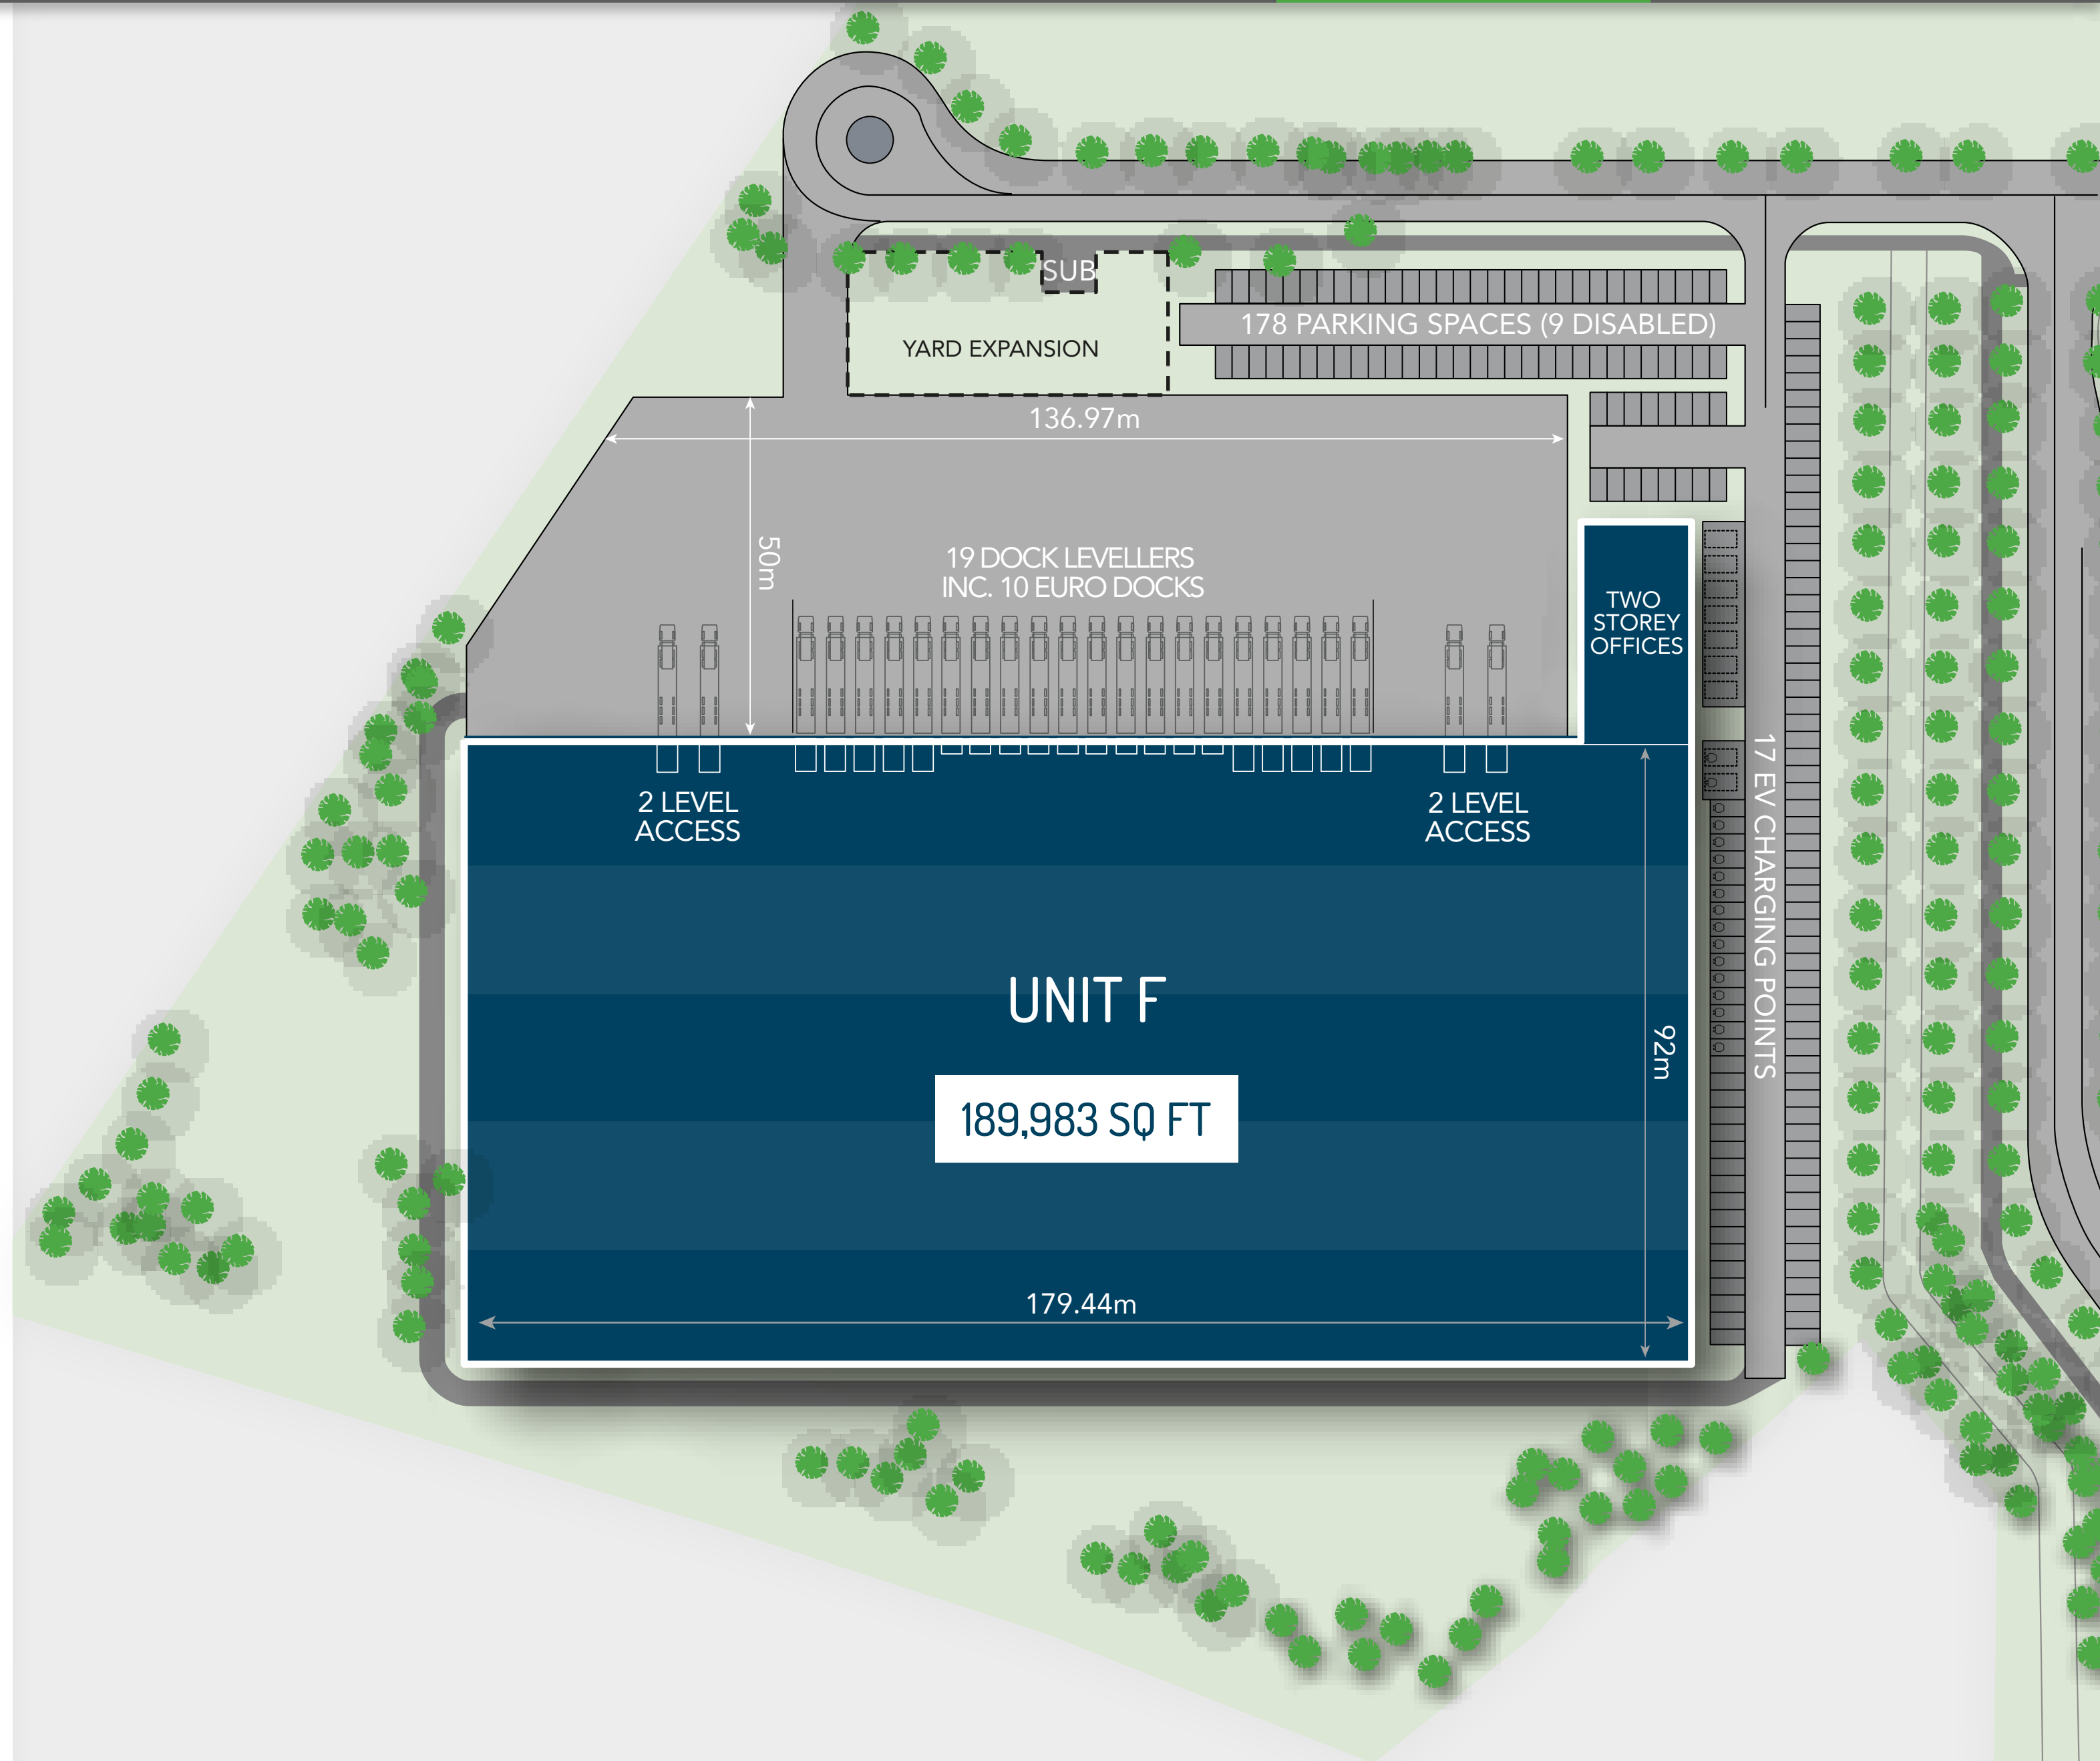 SUB
178 PARKING SPACES (9 DISABLED)
YARD EXPANSION
136.97m
50m
19 DOCK LEVELLERS
INC. 10 EURO DOCKS
TWO
STOREY
OFFICES
2 LEVEL
ACCESS
2 LEVEL
ACCESS
17 EV CHARGING POINTS
UNIT F
92m
189,983 SQ FT
179.44m